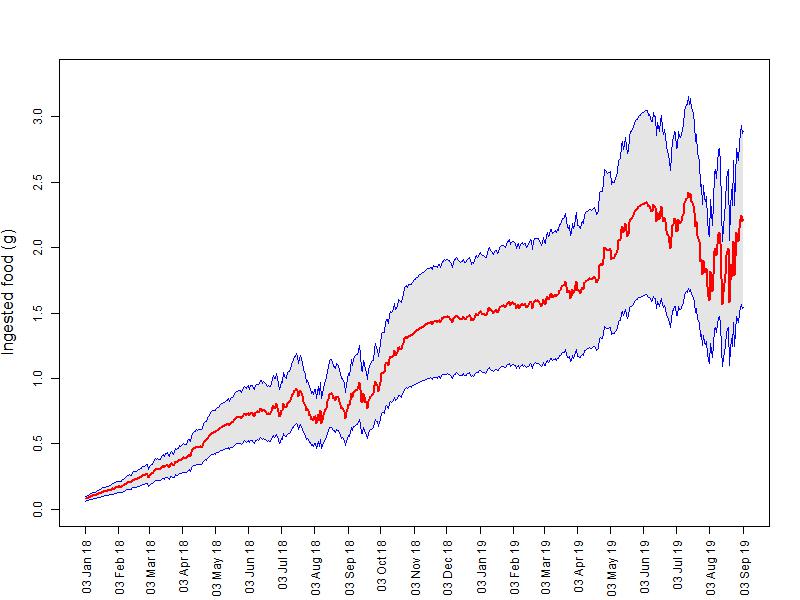 Ingested food (g)
3.0
2.5
2.0
1.5
1.0
0.5
0.0
03 Jan 18
03 Feb 18
03 Mar 18
03 Apr 18
03 May 18
03 Jun 18
03 Jul 18
03 Aug 18
03 Sep 18
03 Oct 18
03 Nov 18
03 Dec 18
03 Jan 19
03 Feb 19
03 Mar 19
03 Apr 19
03 May 19
03 Jun 19
03 Jul 19
03 Aug 19
03 Sep 19